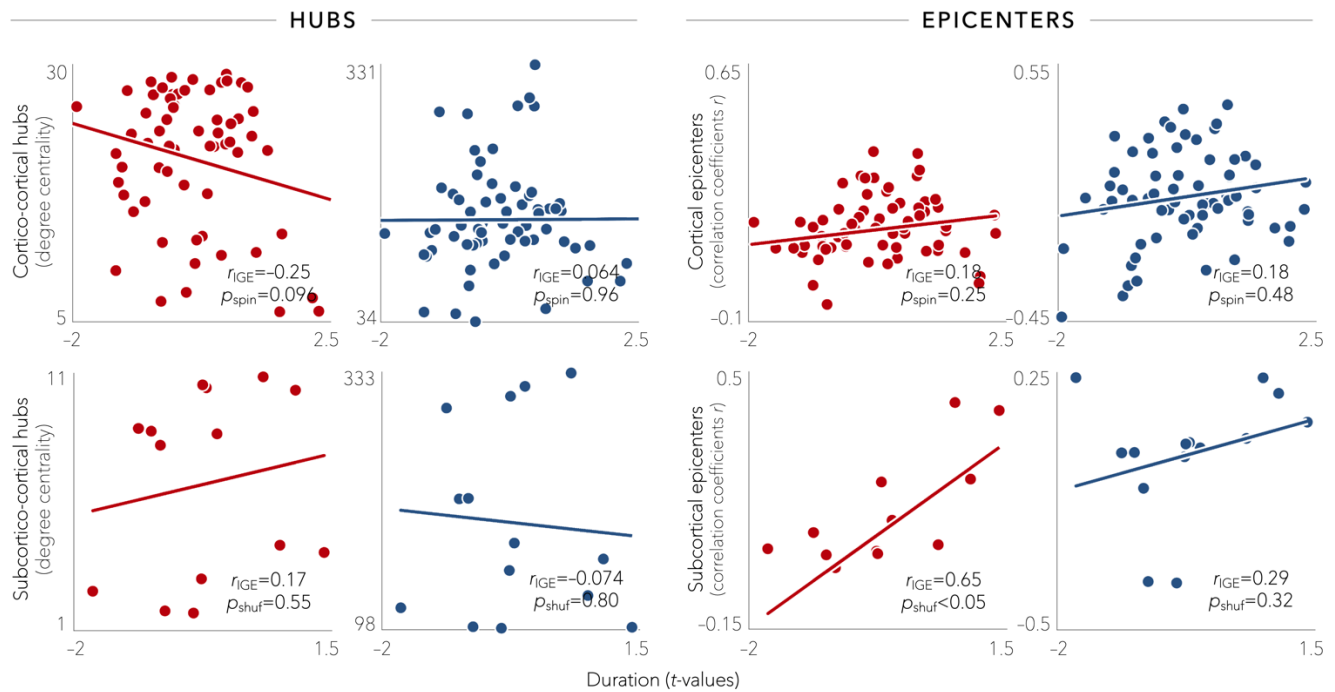 HUBS
EPICENTERS
Cortico-cortical hubs
(degree centrality)
30
5
−2
2.5
rIGE=−0.25
pspin=0.096
331
34
−2
2.5
rIGE=0.064
pspin=0.96
Cortical epicenters
(correlation coefficients r)
0.65
−0.1
−2
2.5
rIGE=0.18
pspin=0.25
0.55
−0.45
−2
2.5
rIGE=0.18
pspin=0.48
Subcortico-cortical hubs
(degree centrality)
11
1
−2
1.5
rIGE=0.17
pshuf=0.55
333
98
−2
1.5
rIGE=−0.074
pshuf=0.80
Subcortical epicenters
(correlation coefficients r)
0.5
−0.15
−2
1.5
rIGE=0.65
pshuf<0.05
0.25
−0.5
−2
1.5
rIGE=0.29
pshuf=0.32
Duration (t-values)